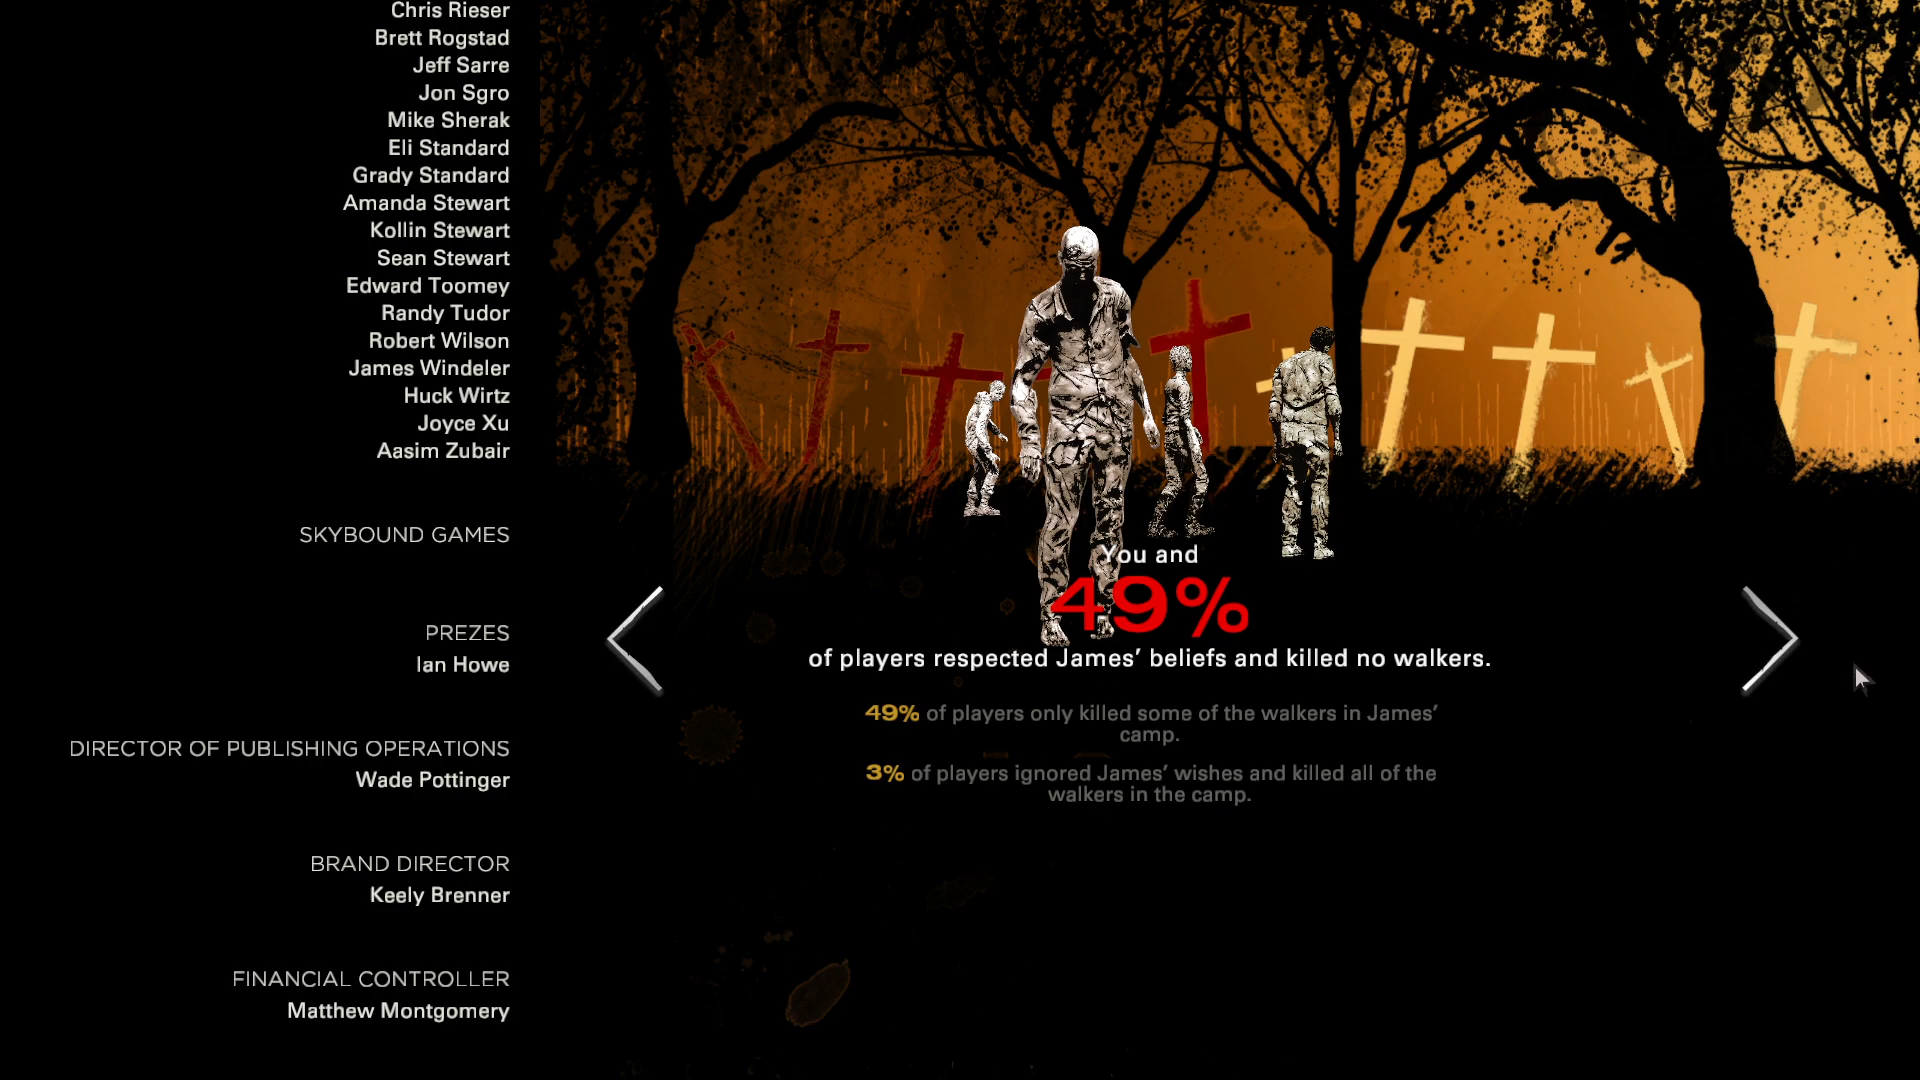 Chris Rieser
Brett Rogstad
Jeff Sarre
Jon Sgro
Mike Sherak
Eli Standard
Grady Standard
Amanda Stewart
Kollin Stewart
Sean Stewart
Edward Toomey
Randy Tudor
Robert Wilson
James Windeler
Huck Wirtz
Joyce Xu
Aasim Zubair
SKYBOUND GAMES
PREZES
Ian Howe
DIRECTOR OF PUBLISHING OPERATIONS
Wade Pottinger
BRAND DIRECTOR
Keely Brenner
FINANCIAL CONTROLLER
Matthew Montgomery
You and
49%
of players respected James’ beliefs and killed no walkers.
49% of players only killed some of the walkers in James’
camp.
3% of players ignored James’ wishes and killed all of the
walkers in the camp.